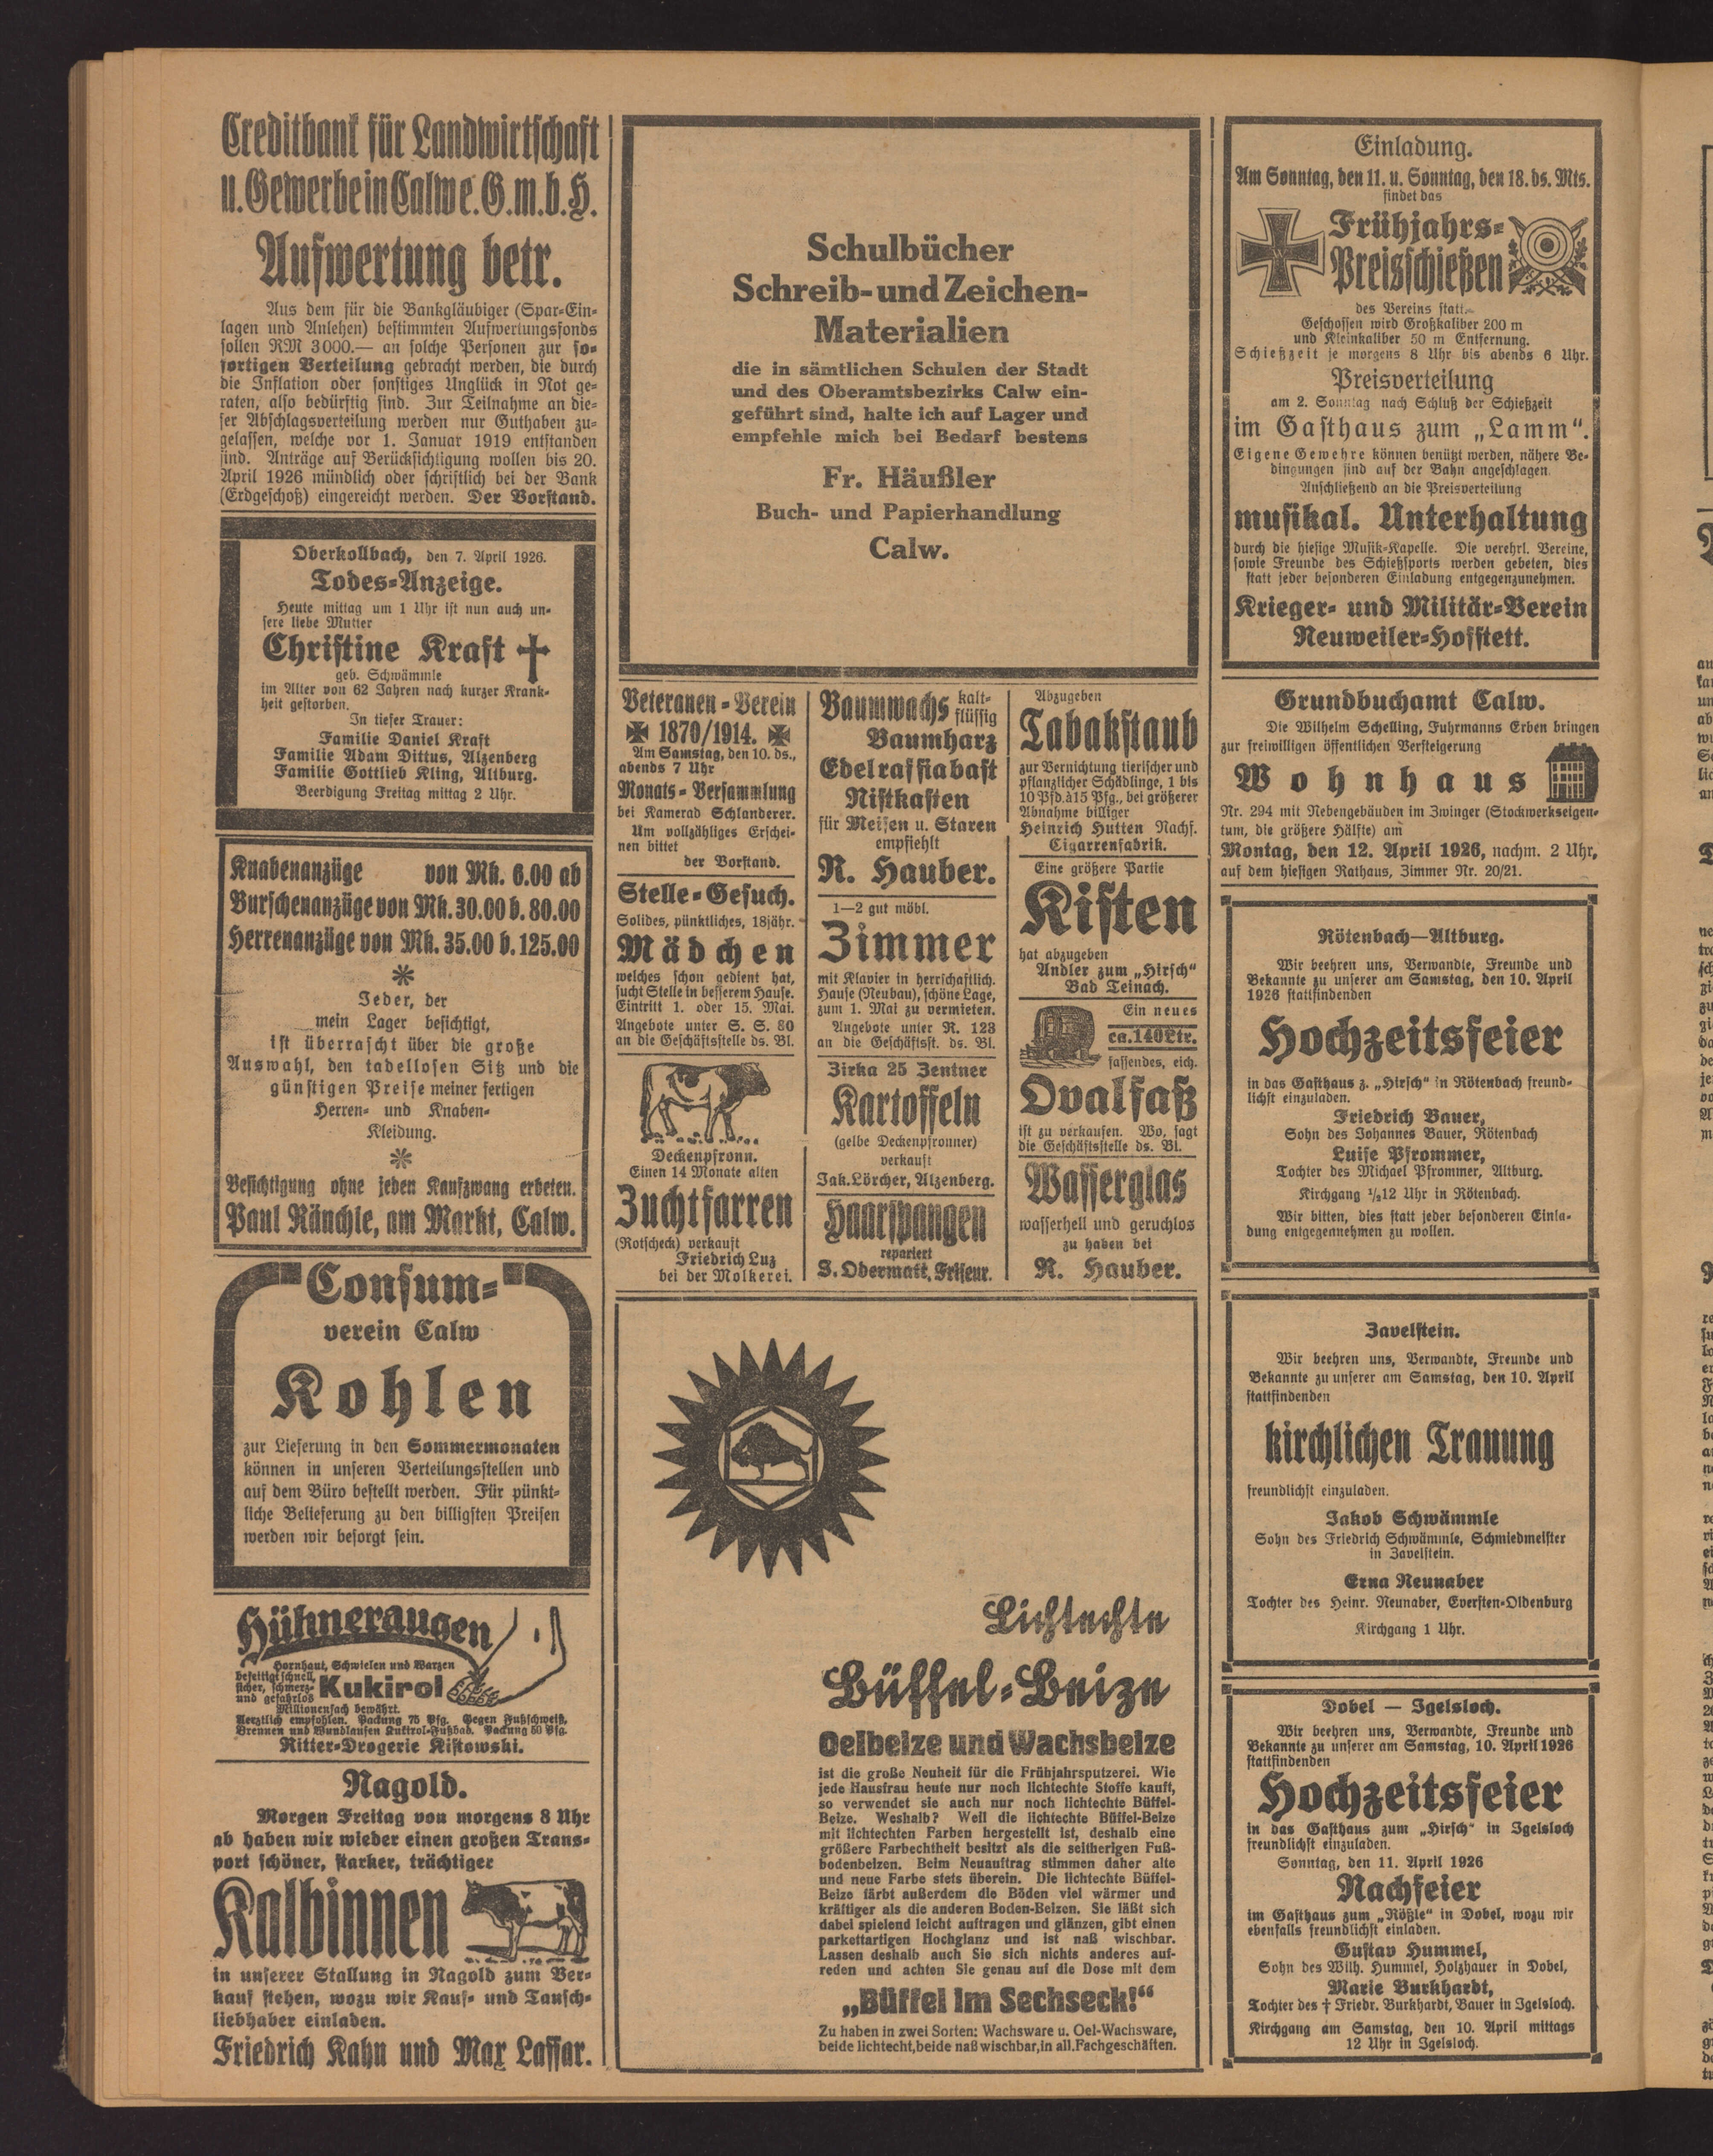 Creditbank für Landwirtschaft
u. Gewerbe in Calw e. G. m. b. H.
Aufwertung betr.
Aus dem für die Bankgläubiger (Spar-Ein-
lagen und Anlehen) bestimmten Aufwertungsfonds
sollen RM 3000.— an solche Personen zur so-
fortigen Verteilung gebracht werden, die durch
die Inflation oder sonstiges Unglück in Not ge-
raten, also bedürftig sind. Zur Teilnahme an die-
ser Abschlagsverteilung werden nur Guthaben zu-
gelassen, welche vor 1. Januar 1919 entstanden
sind. Anträge auf Berücksichtigung wollen bis 20.
April 1926 mündlich oder schriftlich bei der Bank
(Erdgeschoß) eingereicht werden. Der Vorstand.
Oberkollbach, den 7. April 1926.
Todes-Anzeige.
Heute mittag um 1 Uhr ist nun auch un-
sere liebe Mutter
Christine Kraft
geb. Schwämmle
im Alter von 62 Jahren nach kurzer Krank-
heit gestorben.
In tiefer Trauer:
Familie Daniel Kraft
Familie Adam Dittus, Alzenberg
Familie Gottlieb Kling, Altburg.
Beerdigung Freitag mittag 2 Uhr.
Knabenanzüge von Mk. 6.00 ab
Burschenanzüge von Mk. 30.00 b. 80.00
Herrenanzüge von Mk. 35.00 b. 125.00
Jeder, der
mein Lager besichtigt,
ist überrascht über die große
Auswahl, den tadellosen Sitz und die
günstigen Preise meiner fertigen
Herren- und Knaben-
Kleidung.
Besichtigung ohne jeden Kaufzwang erbeten.
Paul Räuchle, am Markt, Calw.
Consum-
verein Calw
Kohlen
zur Lieferung in den Sommermonaten
können in unseren Verteilungsstellen und
auf dem Büro bestellt werden. Für pünkt-
liche Belieferung zu den billigsten Preisen
werden wir besorgt sein.
Hühneraugen
Hornhaut, Schwielen und Warzen
beseitigt schnell,
sicher, schmerz-
und gefahrlos
Kukirol
Millionenfach bewährt.
Aerztlich empfohlen. Packung 75 Pfg. Gegen Fußschweiß,
Brennen und Wundlaufen Kukirol-Fußbad. Packung 50 Pfg.
Ritter-Drogerie Kistowski.
Nagold.
Morgen Freitag von morgens 8 Uhr
ab haben wir wieder einen großen Trans-
port schöner, starker, trächtiger
Kalbinnen
in unserer Stallung in Nagold zum Ver-
kauf stehen, wozu wir Kauf- und Tausch-
liebhaber einladen.
Friedrich Kahn und Max Lassar.
Schulbücher
Schreib- und Zeichen-
Materialien
die in sämtlichen Schulen der Stadt
und des Oberamtsbezirks Calw ein-
geführt sind, halte ich auf Lager und
empfehle mich bei Bedarf bestens
Fr. Häußler
Buch- und Papierhandlung
Calw.
Veteranen-Verein
1870/1914.
Am Samstag, den 10. ds.,
abends 7 Uhr
Monats-Versammlung
bei Kamerad Schlanderer.
Um vollzähliges Erschei-
nen bittet
der Vorstand.
Stelle-Gesuch.
Solides, pünktliches, 18jähr.
Mädchen
welches schon gedient hat,
sucht Stelle in besserem Hause.
Eintritt 1. oder 15. Mai.
Angebote unter S. S. 80
an die Geschäftsstelle ds. Bl.
Deckenpfronn.
Einen 14 Monate alten
Zuchtfarren
(Rotscheck) verkauft
Friedrich Luz
bei der Molkerei.
Baumwachs kalt-
flüssig
Baumharz
Edelraffiabast
Nistkasten
für Meisen u. Staren
empfiehlt
R. Hauber.
1—2 gut möbl.
Zimmer
mit Klavier in herrschaftlich.
Hause (Neubau), schöne Lage,
zum 1. Mai zu vermieten.
Angebote unter R. 128
an die Geschäftsst. ds. Bl.
Zirka 25 Zentner
Kartoffeln
(gelbe Deckenpfronner)
verkauft
Jak. Lörcher, Alzenberg.
Haarspangen
repariert
S. Obermatt, Friseur.
Abzugeben
Tabakstaub
zur Vernichtung tierischer und
pflanzlicher Schädlinge, 1 bis
10 Pfd. à 15 Pfg., bei größerer
Abnahme billiger
Heinrich Hutten Nachf.
Cigarrenfabrik.
Eine größere Partie
Kisten
hat abzugeben
Andler zum „Hirsch“
Bad Teinach.
Ein neues
ca. 140 Ltr.
fassendes, eich.
Ovalfaß
ist zu verkaufen. Wo, sagt
die Geschäftsstelle ds. Bl.
Wasserglas
wasserhell und geruchlos
zu haben bei
R. Hauber.
Lichtechte
Büffel-Beize
Oelbeize und Wachsbeize
ist die große Neuheit für die Frühjahrsputzerei. Wie
jede Hausfrau heute nur noch lichtechte Stoffe kauft,
so verwendet sie auch nur noch lichtechte Büffel-
Beize. Weshalb? Weil die lichtechte Büffel-Beize
mit lichtechten Farben hergestellt ist, deshalb eine
größere Farbechtheit besitzt als die seitherigen Fuß-
bodenbeizen. Beim Neuauftrag stimmen daher alte
und neue Farbe stets überein. Die lichtechte Büffel-
Beize färbt außerdem die Böden viel wärmer und
kräftiger als die anderen Boden-Beizen. Sie läßt sich
dabei spielend leicht auftragen und glänzen, gibt einen
parkettartigen Hochglanz und ist naß wischbar.
Lassen deshalb auch Sie sich nichts anderes auf-
reden und achten Sie genau auf die Dose mit dem
„Büffel im Sechseck!“
Zu haben in zwei Sorten: Wachsware u. Oel-Wachsware,
beide lichtecht, beide naß wischbar, in all. Fachgeschäften.
Einladung.
Am Sonntag, den 11. u. Sonntag, den 18. ds. Mts.
findet das
Frühjahrs-
Preisschießen
des Vereins statt.
Geschossen wird Großkaliber 200 m
und Kleinkaliber 50 m Entfernung.
Schießzeit je morgens 8 Uhr bis abends 6 Uhr.
Preisverteilung
am 2. Sonntag nach Schluß der Schießzeit
im Gasthaus zum „Lamm“.
Eigene Gewehre können benützt werden, nähere Be-
dingungen sind auf der Bahn angeschlagen.
Anschließend an die Preisverteilung
musikal. Unterhaltung
durch die hiesige Musik-Kapelle. Die verehrl. Vereine,
sowie Freunde des Schießsports werden gebeten, dies
statt jeder besonderen Einladung entgegenzunehmen.
Krieger- und Militär-Verein
Neuweiler-Hofstett.
Grundbuchamt Calw.
Die Wilhelm Schelling, Fuhrmanns Erben bringen
zur freiwilligen öffentlichen Versteigerung
Wohnhaus
Nr. 294 mit Nebengebäuden im Zwinger (Stockwerkseigen-
tum, die größere Hälfte) am
Montag, den 12. April 1926, nachm. 2 Uhr,
auf dem hiesigen Rathaus, Zimmer Nr. 20/21.
Rötenbach—Altburg.
Wir beehren uns, Verwandte, Freunde und
Bekannte zu unserer am Samstag, den 10. April
1926 stattfindenden
Hochzeitsfeier
in das Gasthaus z. „Hirsch“ in Rötenbach freund-
lichst einzuladen.
Friedrich Bauer,
Sohn des Johannes Bauer, Rötenbach
Luise Pfrommer,
Tochter des Michael Pfrommer, Altburg.
Kirchgang ½12 Uhr in Rötenbach.
Wir bitten, dies statt jeder besonderen Einla-
dung entgegennehmen zu wollen.
Zavelstein.
Wir beehren uns, Verwandte, Freunde und
Bekannte zu unserer am Samstag, den 10. April
stattfindenden
kirchlichen Trauung
freundlichst einzuladen.
Jakob Schwämmle
Sohn des Friedrich Schwämmle, Schmiedmeister
in Zavelstein.
Erna Neunaber
Tochter des Heinr. Neunaber, Eversten-Oldenburg
Kirchgang 1 Uhr.
Dobel — Igelsloch.
Wir beehren uns, Verwandte, Freunde und
Bekannte zu unserer am Samstag, 10. April 1926
stattfindenden
Hochzeitsfeier
in das Gasthaus zum „Hirsch“ in Igelsloch
freundlichst einzuladen.
Sonntag, den 11. April 1926
Nachfeier
im Gasthaus zum „Rößle“ in Dobel, wozu wir
ebenfalls freundlichst einladen.
Gustav Hummel,
Sohn des Wilh. Hummel, Holzhauer in Dobel,
Marie Burkhardt,
Tochter des † Friedr. Burkhardt, Bauer in Igelsloch.
Kirchgang am Samstag, den 10. April mittags
12 Uhr in Igelsloch.